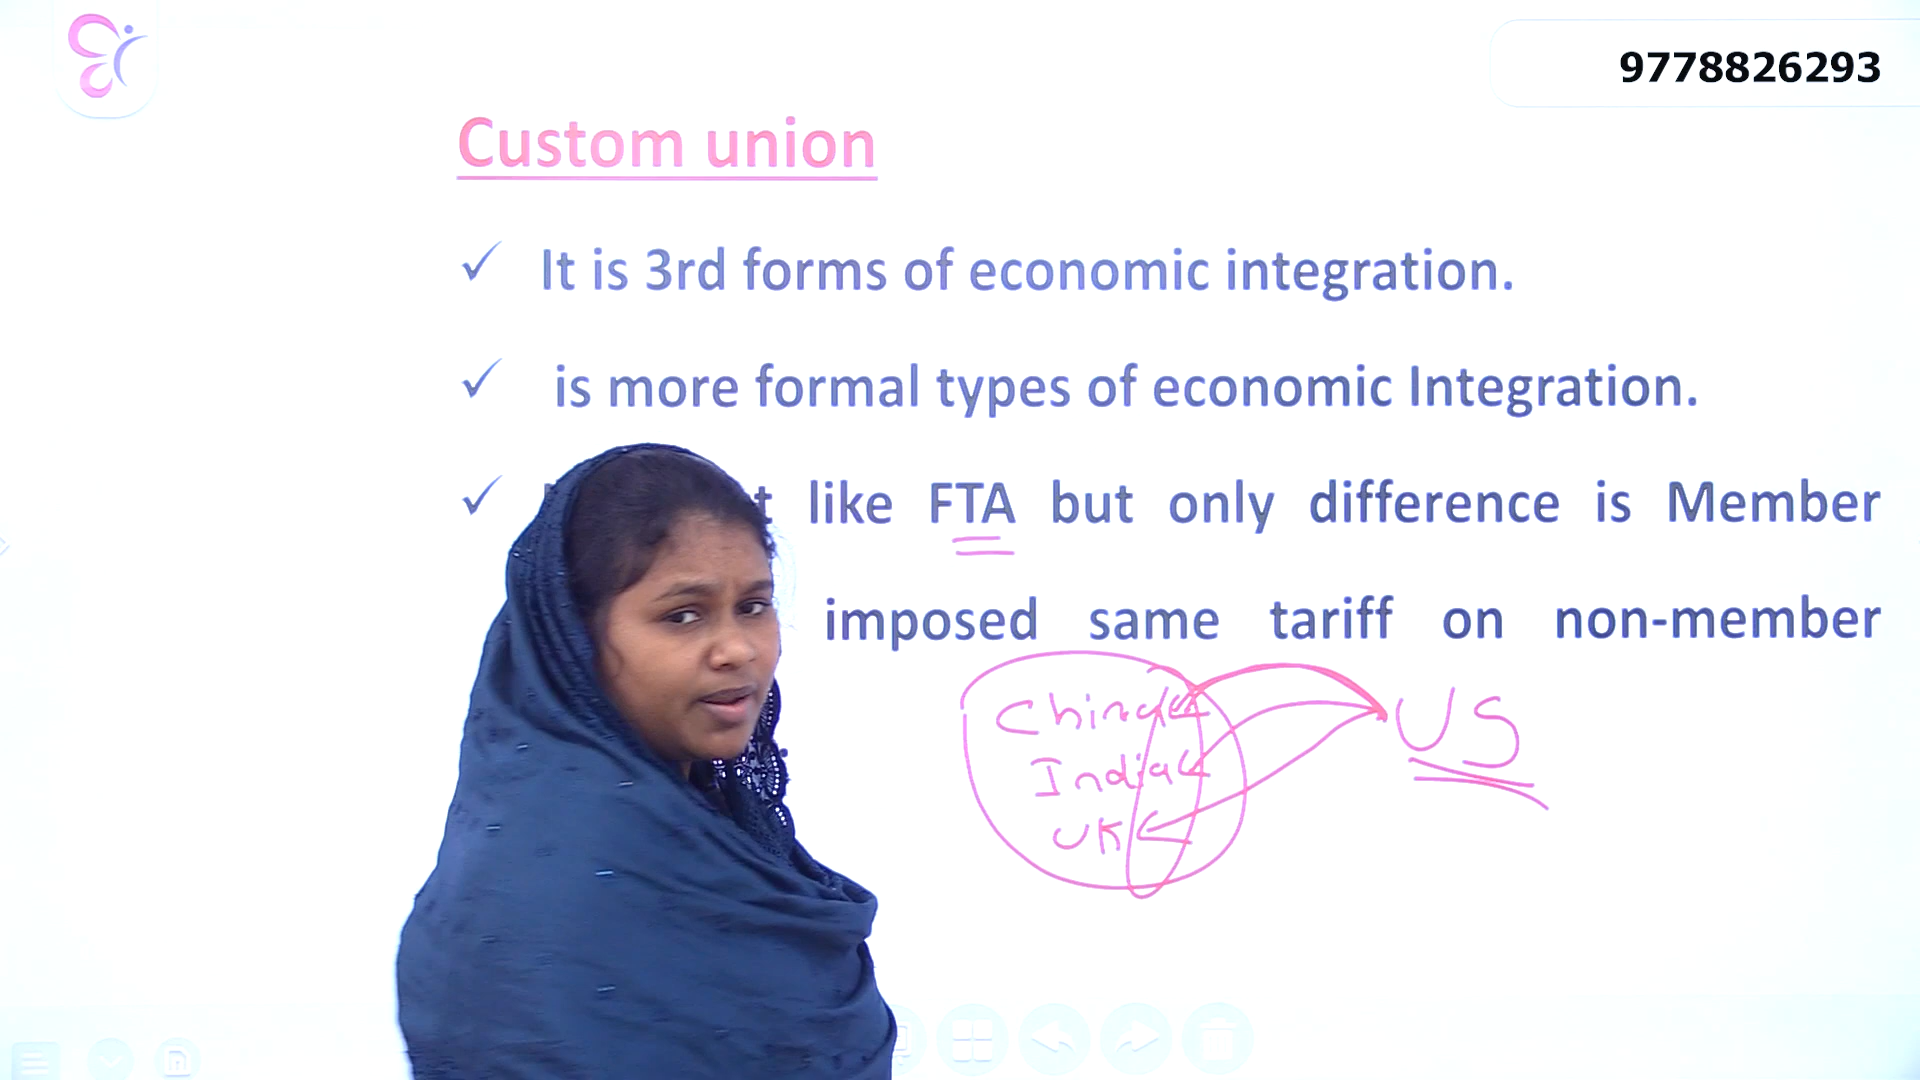 9778826293
Custom union
✓ It is 3rd forms of economic integration.
✓ is more formal types of economic Integration.
✓ like FTA but only difference is Member
imposed same tariff on non-member
China
India
UK
US